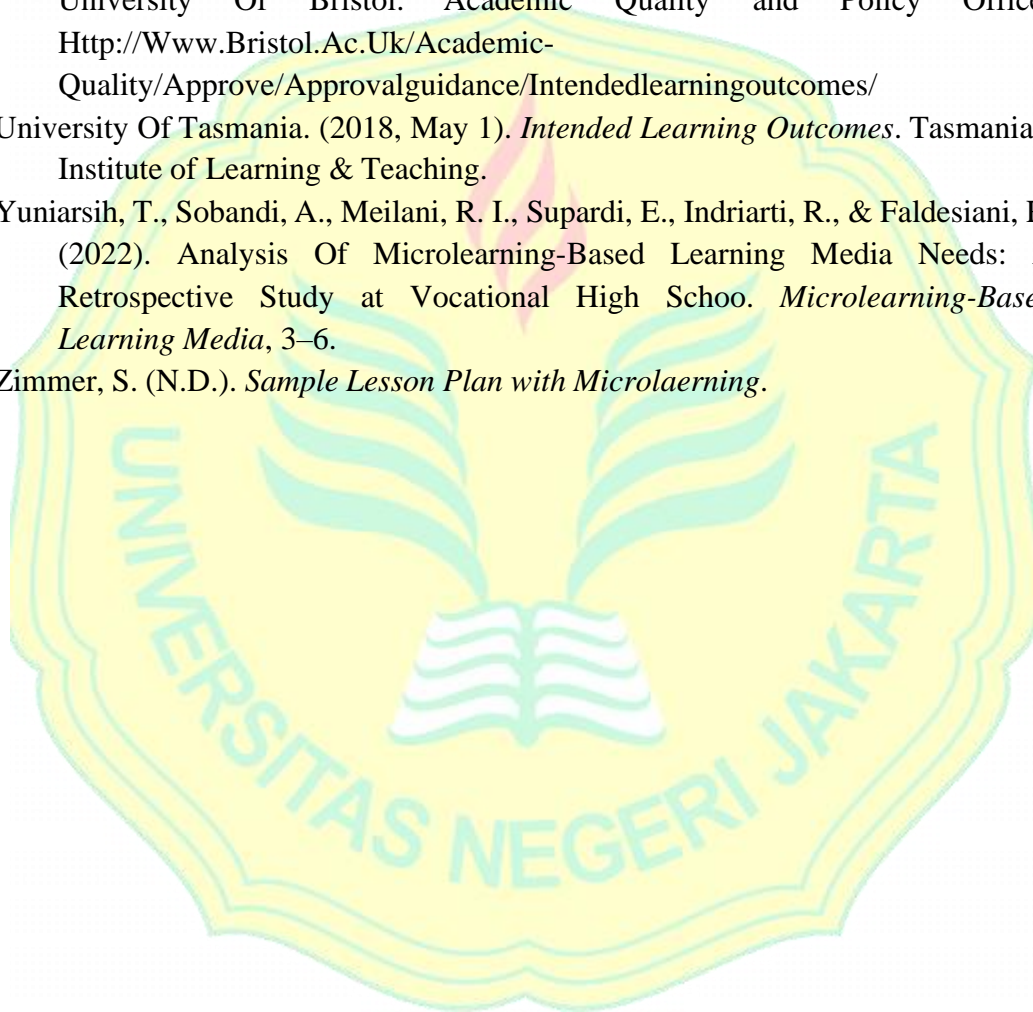 University Of Bristol. Academic Quality and Policy Office
Http://Www.Bristol.Ac.Uk/Academic-
Quality/Approve/Approvalguidance/Intendedlearningoutcomes/
University Of Tasmania. (2018, May 1). Intended Learning Outcomes. Tasmania
Institute of Learning & Teaching.
Yuniarsih, T., Sobandi, A., Meilani, R. I., Supardi, E., Indriarti, R., & Faldesiani,
(2022). Analysis Of Microlearning-Based Learning Media Needs:
Retrospective Study at Vocational High Schoo. Microlearning-Base
Learning Media, 3–6.
Zimmer, S. (N.D.). Sample Lesson Plan with Microlaerning.
UNIVERSITAS NEGERI JAKARTA